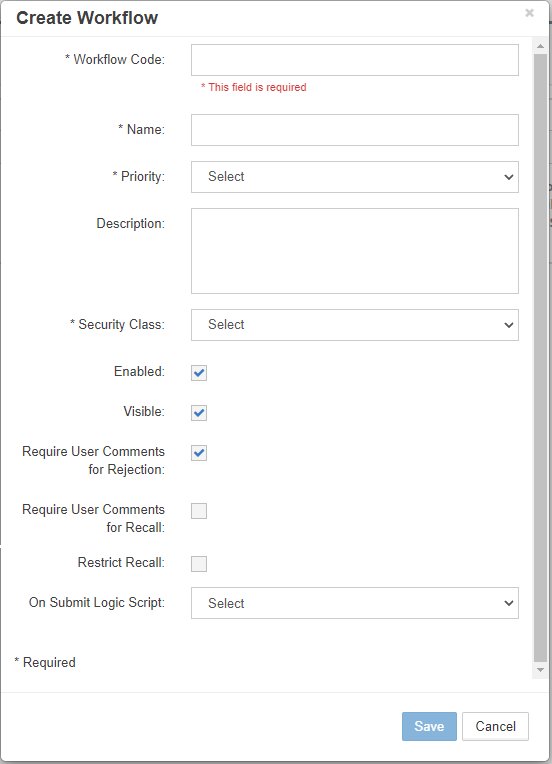 Create Workflow ×
* Workflow Code:
* This field is required
* Name:
* Priority: Select
Description:
* Security Class: Select
Enabled:
Visible:
Require User Comments
for Rejection:
Require User Comments
for Recall:
Restrict Recall:
On Submit Logic Script: Select
* Required
Save Cancel